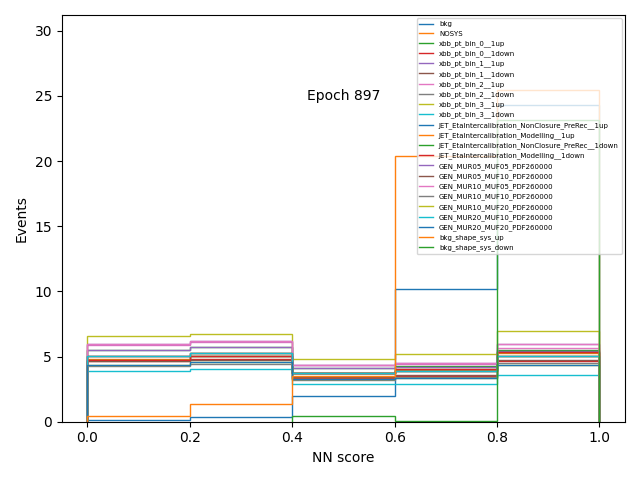 bkg
NOSYS
xbb_pt_bin_0__1up
xbb_pt_bin_0__1down
xbb_pt_bin_1__1up
xbb_pt_bin_1__1down
xbb_pt_bin_2__1up
xbb_pt_bin_2__1down
xbb_pt_bin_3__1up
xbb_pt_bin_3__1down
JET_EtaIntercalibration_NonClosure_PreRec__1up
JET_EtaIntercalibration_Modelling__1up
JET_EtaIntercalibration_NonClosure_PreRec__1down
JET_EtaIntercalibration_Modelling__1down
GEN_MUR05_MUF05_PDF260000
GEN_MUR05_MUF10_PDF260000
GEN_MUR10_MUF05_PDF260000
GEN_MUR10_MUF10_PDF260000
GEN_MUR10_MUF20_PDF260000
GEN_MUR20_MUF10_PDF260000
GEN_MUR20_MUF20_PDF260000
bkg_shape_sys_up
bkg_shape_sys_down
Epoch 897
30
25
20
15
10
5
0
Events
0.0 0.2 0.4 0.6 0.8 1.0
NN score